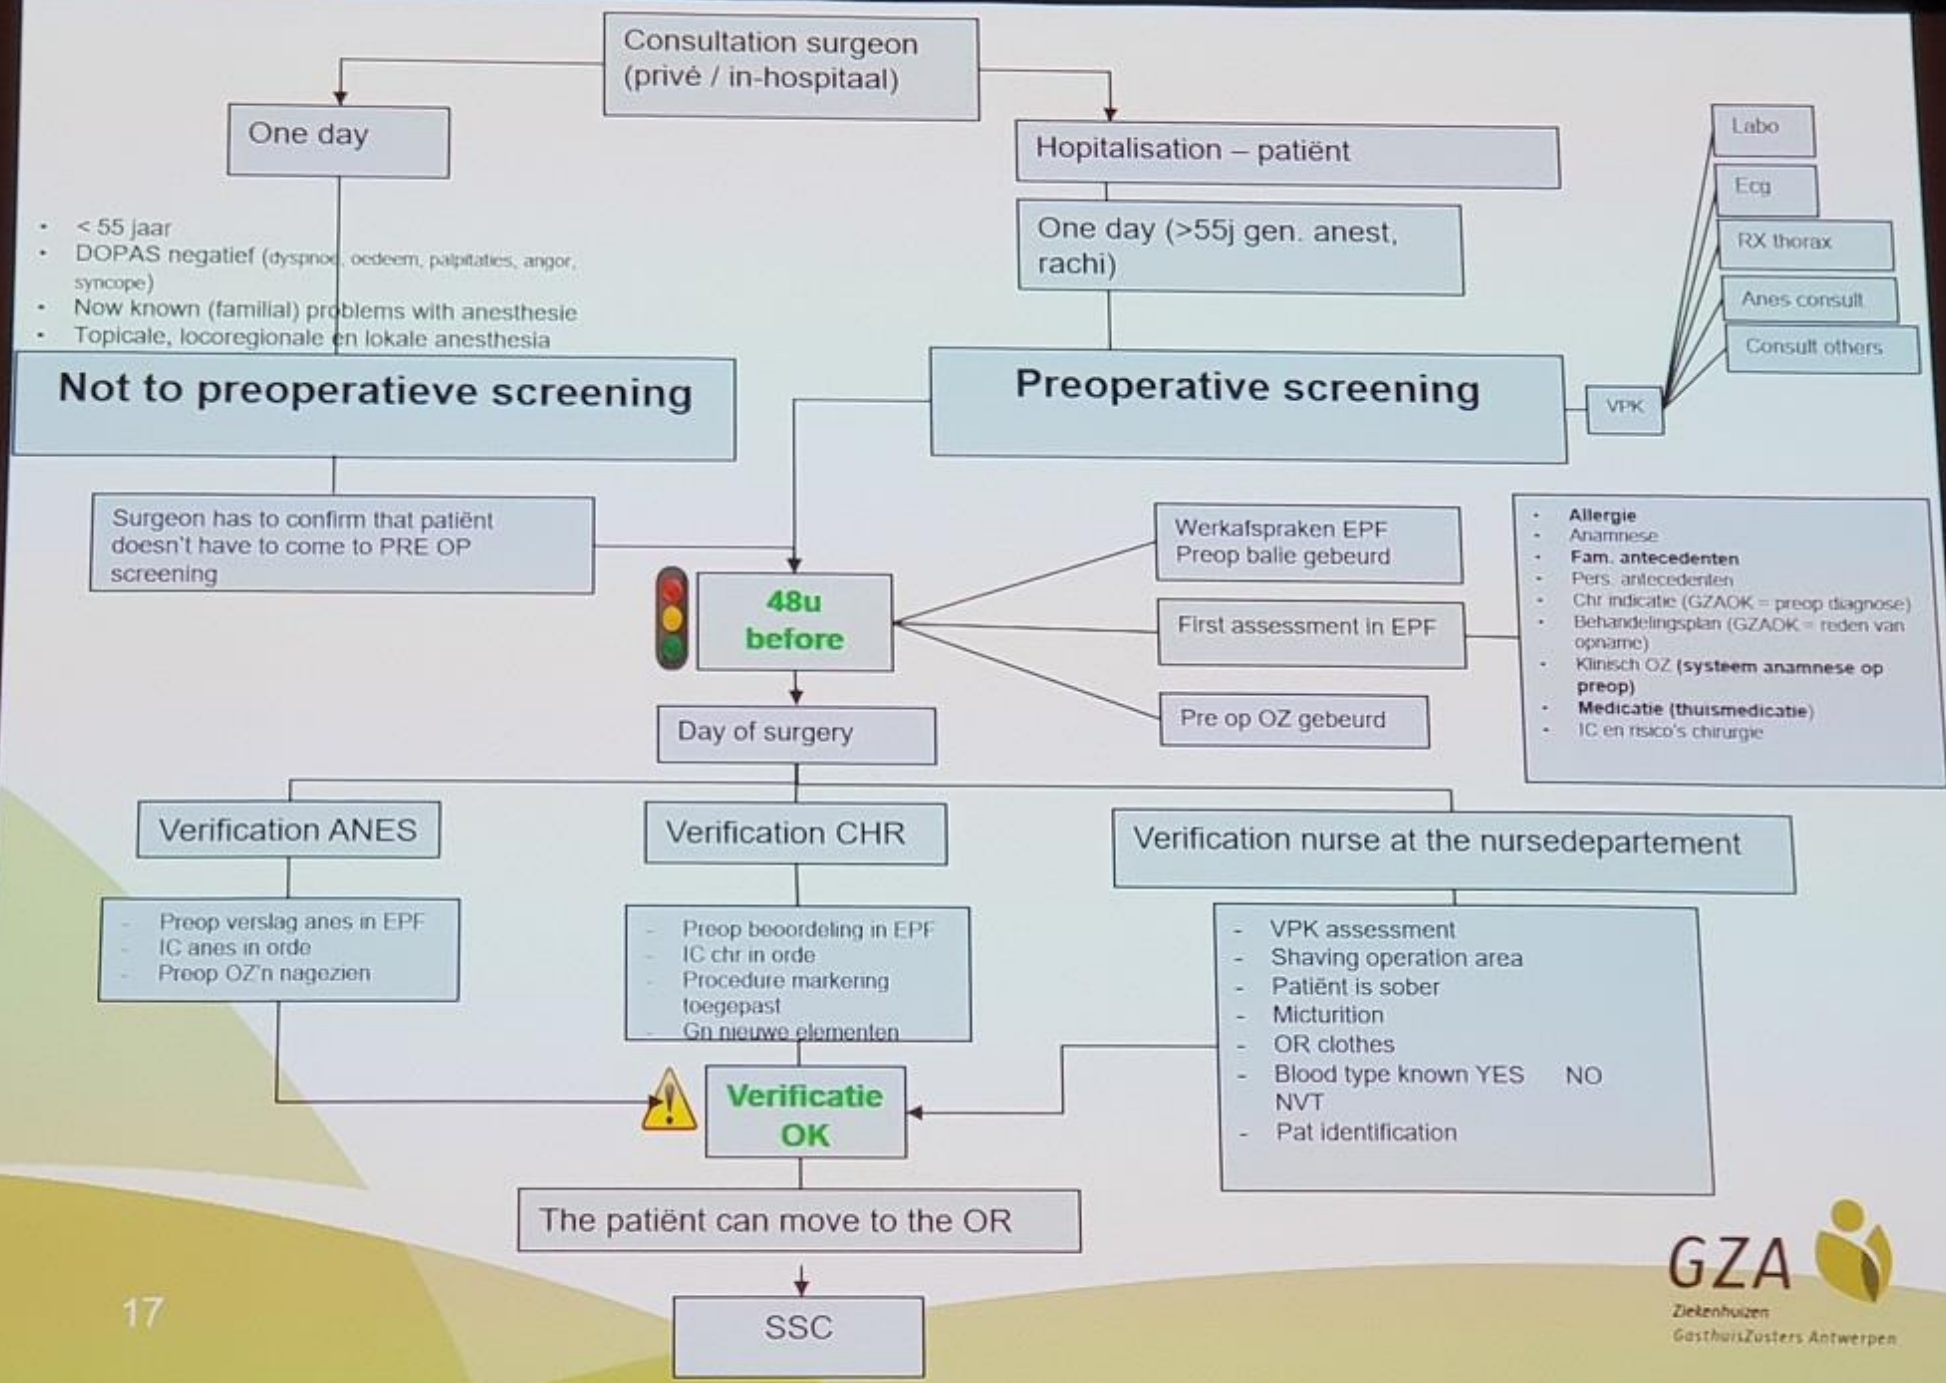 Consultation surgeon
(privé / in-hospitaal)
One day
Hopitalisation – patiënt
One day (>55j gen. anest,
rachi)
Labo
Ecg
RX thorax
Anes consult
Consult others
VPK
• < 55 jaar
• DOPAS negatief (dyspnoe, oedeem, palpitaties, angor,
syncope)
• Now known (familial) problems with anesthesie
• Topicale, locoregionale en lokale anesthesia
Not to preoperatieve screening
Preoperative screening
Surgeon has to confirm that patiënt
doesn't have to come to PRE OP
screening
48u
before
Werkafspraken EPF
Preop balie gebeurd
First assessment in EPF
Pre op OZ gebeurd
• Allergie
• Anamnese
• Fam. antecedenten
• Pers. antecedenten
• Chr indicatie (GZAOK = preop diagnose)
• Behandelingsplan (GZAOK = reden van
opname)
• Klinisch OZ (systeem anamnese op
preop)
• Medicatie (thuismedicatie)
• IC en risico's chirurgie
Day of surgery
Verification ANES
Verification CHR
Verification nurse at the nursedepartement
- Preop verslag anes in EPF
- IC anes in orde
- Preop OZ'n nagezien
- Preop beoordeling in EPF
- IC chr in orde
- Procedure markering
toegepast
- Gn nieuwe elementen
- VPK assessment
- Shaving operation area
- Patiënt is sober
- Micturition
- OR clothes
- Blood type known YES NO
NVT
- Pat identification
Verificatie
OK
The patiënt can move to the OR
SSC
17
GZA
Ziekenhuizen
GasthuisZusters Antwerpen